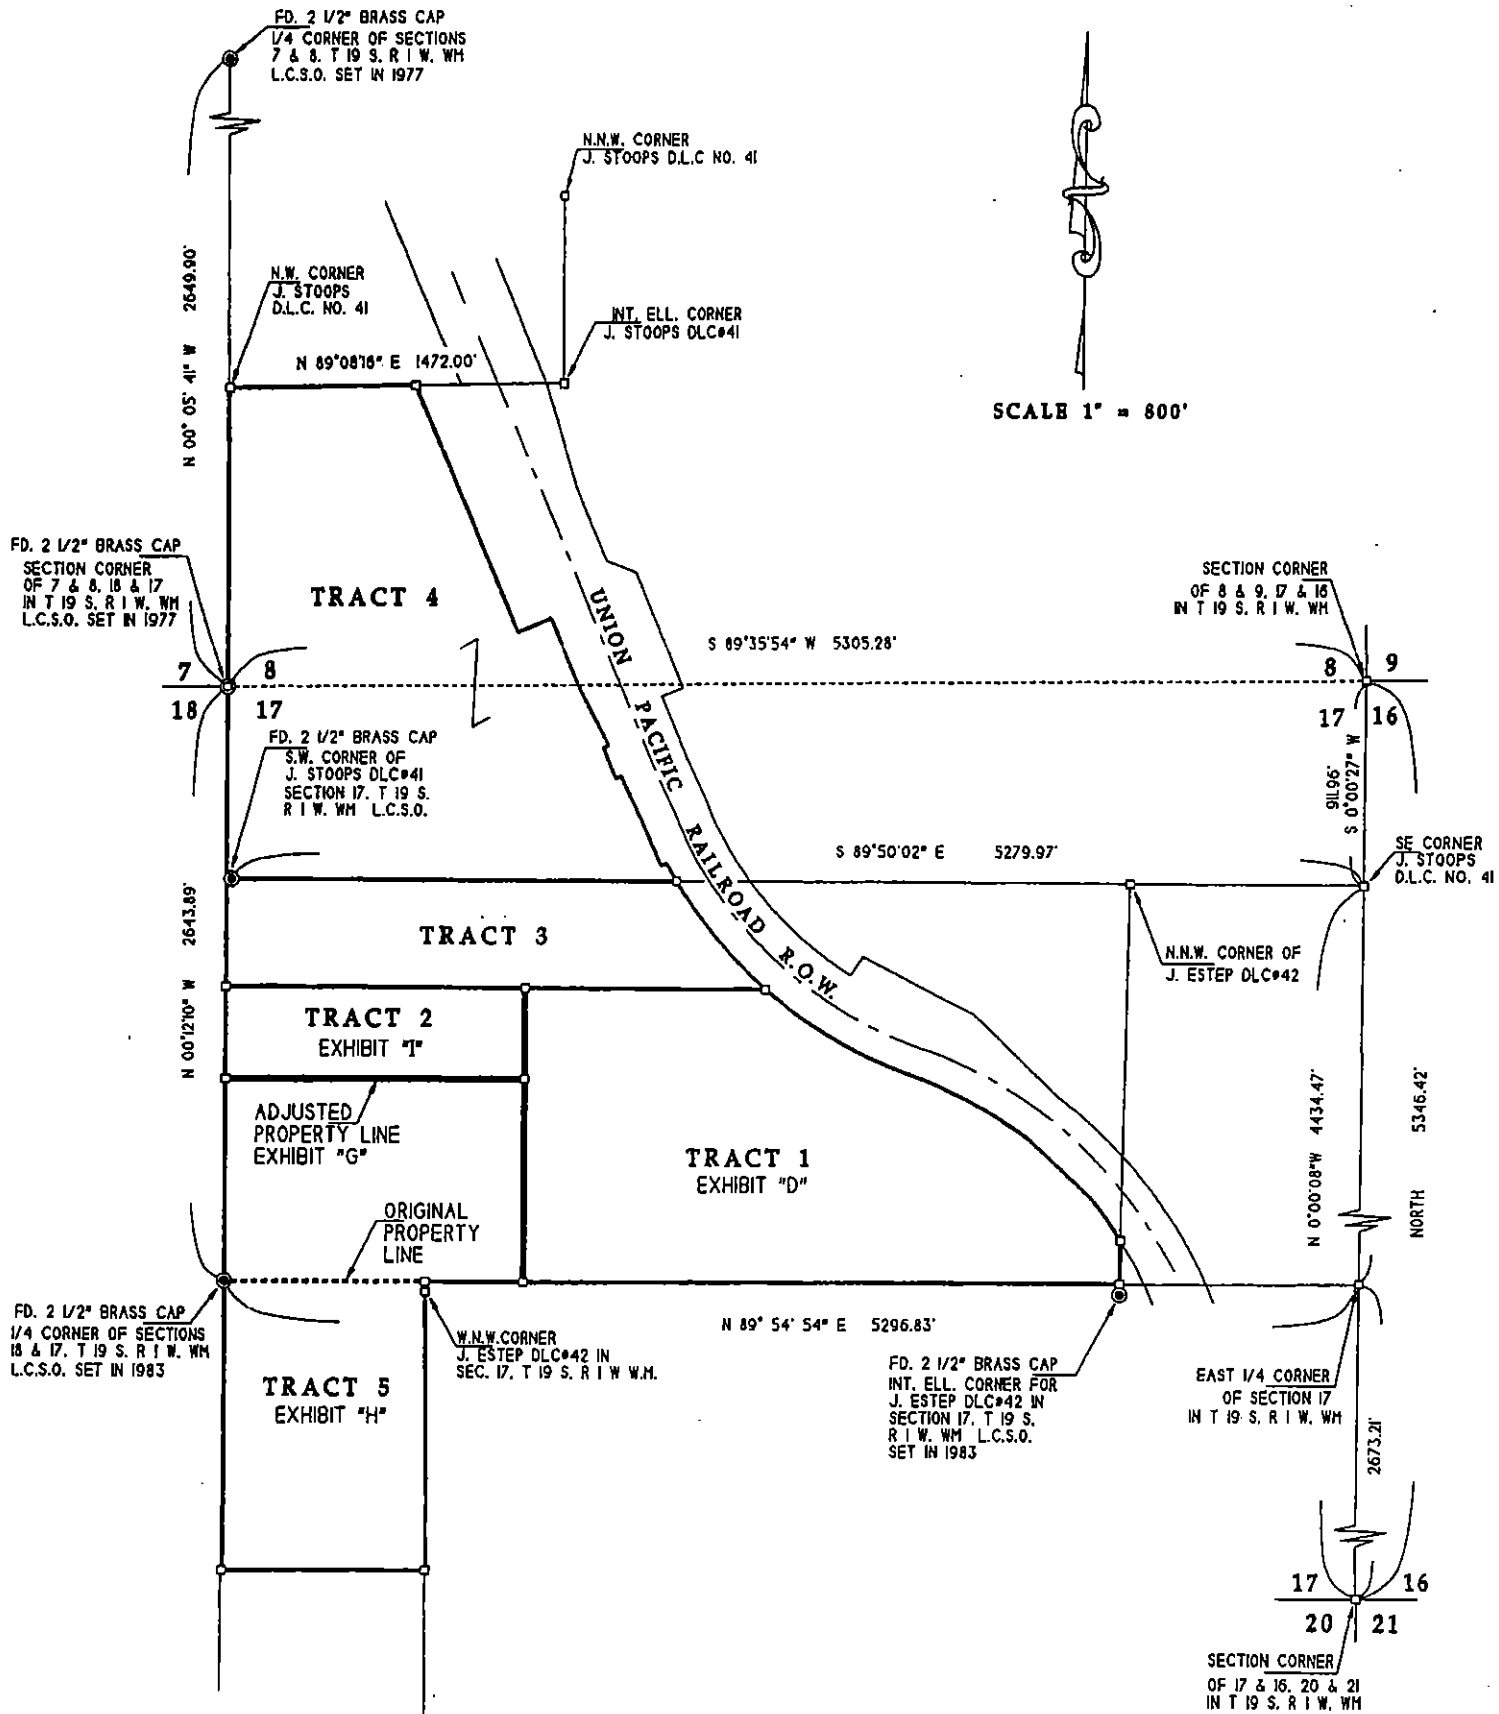 FD. 2 1/2" BRASS CAP
1/4 CORNER OF SECTIONS
7 & 8, T 19 S. R 1 W. WM
L.C.S.O. SET IN 1977
N.N.W. CORNER
J. STOOPS D.L.C NO. 41
N 00° 05' 41" W 2649.90'
N.W. CORNER
J. STOOPS
D.L.C. NO. 41
INT. ELL. CORNER
J. STOOPS DLC#41
N 89°08'18" E 1472.00'
SCALE 1" = 800'
FD. 2 1/2" BRASS CAP
SECTION CORNER
OF 7 & 8, 18 & 17
IN T 19 S. R 1 W. WM
L.C.S.O. SET IN 1977
TRACT 4
UNION PACIFIC RAILROAD R.O.W.
SECTION CORNER
OF 8 & 9, 17 & 16
IN T 19 S. R 1 W. WM
S 89°35'54" W 5305.28'
7 8
18 17
8 9
17 16
FD. 2 1/2" BRASS CAP
S.W. CORNER OF
J. STOOPS DLC#41
SECTION 17, T 19 S.
R 1 W. WM L.C.S.O.
911.96'
S 0°00'27" W
S 89°50'02" E 5279.97'
SE CORNER
J. STOOPS
D.L.C. NO. 41
N 00°12'10" W 2643.89'
TRACT 3
N.N.W. CORNER OF
J. ESTEP DLC#42
TRACT 2
EXHIBIT "I"
ADJUSTED
PROPERTY LINE
EXHIBIT "G"
TRACT 1
EXHIBIT "D"
N 0°00'08"W 4434.47'
NORTH 5346.42'
ORIGINAL
PROPERTY
LINE
FD. 2 1/2" BRASS CAP
1/4 CORNER OF SECTIONS
18 & 17, T 19 S. R 1 W. WM
L.C.S.O. SET IN 1983
W.N.W.CORNER
J. ESTEP DLC#42 IN
SEC. 17, T 19 S. R 1 W W.M.
N 89° 54' 54" E 5296.83'
FD. 2 1/2" BRASS CAP
INT. ELL. CORNER FOR
J. ESTEP DLC#42 IN
SECTION 17, T 19 S.
R 1 W. WM L.C.S.O.
SET IN 1983
EAST 1/4 CORNER
OF SECTION 17
IN T 19 S. R 1 W. WM
TRACT 5
EXHIBIT "H"
2673.21'
17 16
20 21
SECTION CORNER
OF 17 & 16, 20 & 21
IN T 19 S. R 1 W. WM